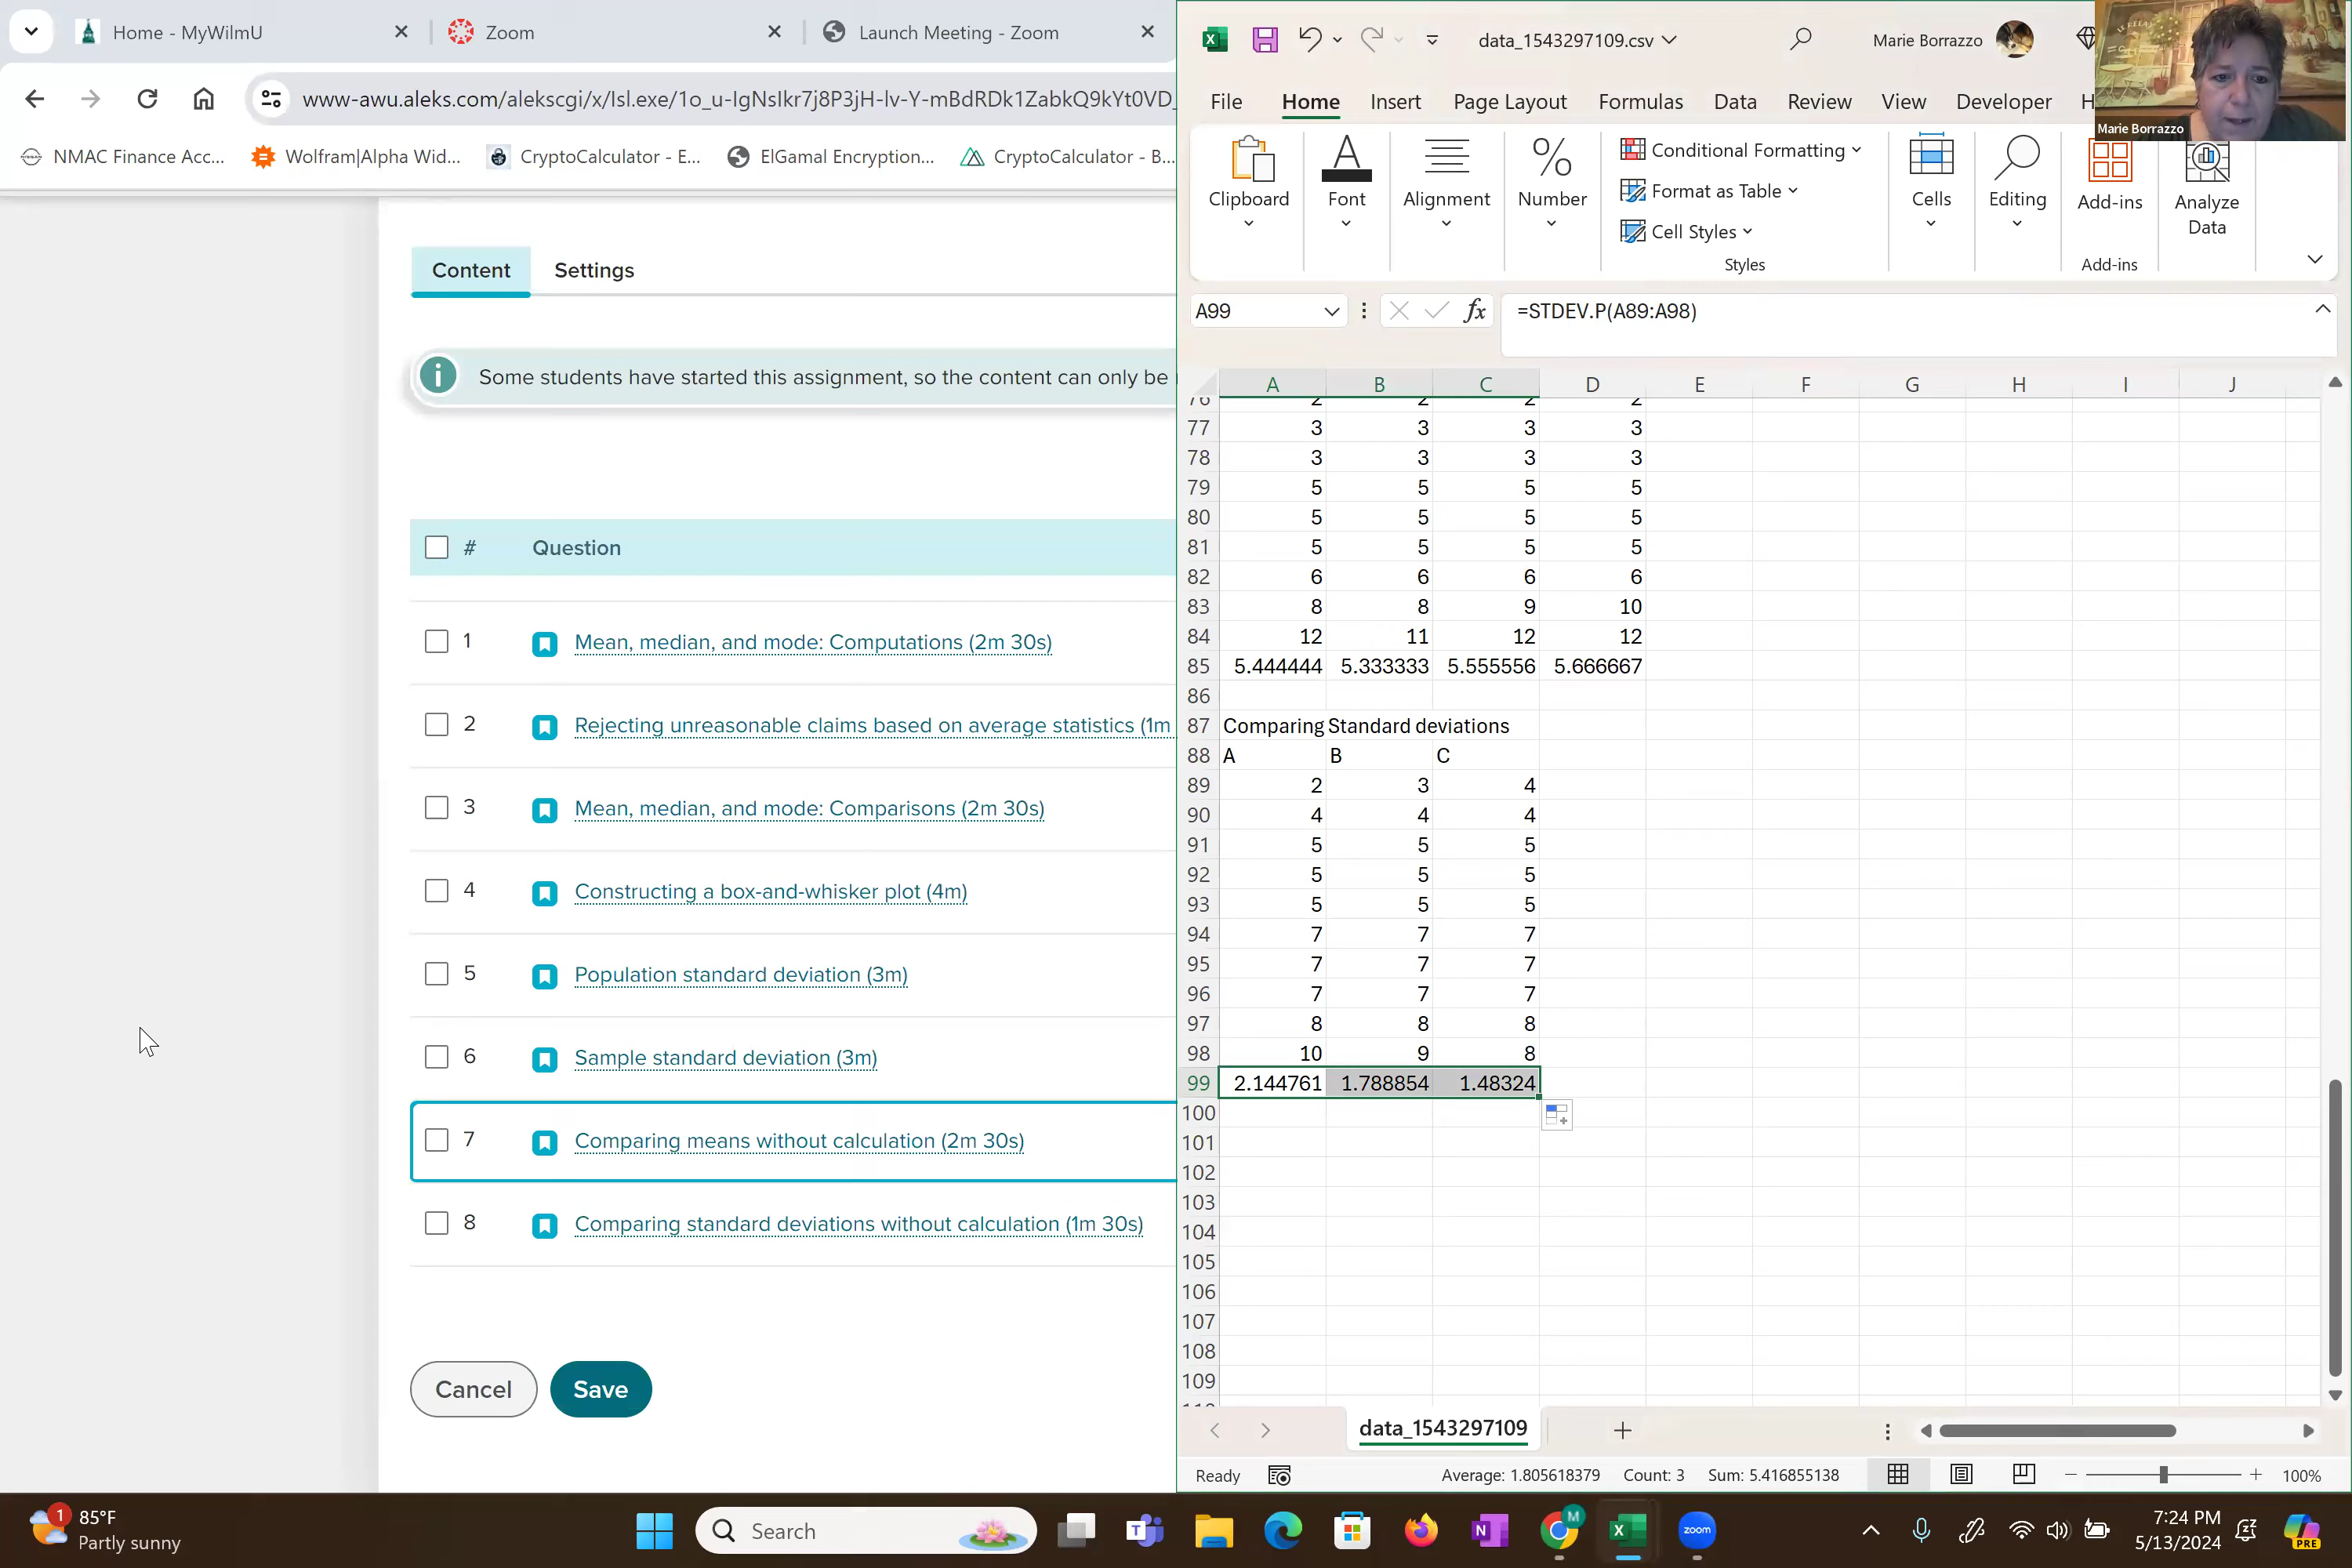 Home - MyWilmU
Zoom
Launch Meeting - Zoom
www-awu.aleks.com/alekscgi/x/Isl.exe/1o_u-IgNsIkr7j8P3jH-lv-Y-mBdRDk1ZabkQ9kYt0VD_
NMAC Finance Acc...
Wolfram|Alpha Wid...
CryptoCalculator - E...
ElGamal Encryption...
CryptoCalculator - B...
Content
Settings
Some students have started this assignment, so the content can only be
# Question
1 Mean, median, and mode: Computations (2m 30s)
2 Rejecting unreasonable claims based on average statistics (1m
3 Mean, median, and mode: Comparisons (2m 30s)
4 Constructing a box-and-whisker plot (4m)
5 Population standard deviation (3m)
6 Sample standard deviation (3m)
7 Comparing means without calculation (2m 30s)
8 Comparing standard deviations without calculation (1m 30s)
Cancel
Save
data_1543297109.csv
Marie Borrazzo
Marie Borrazzo
File Home Insert Page Layout Formulas Data Review View Developer H
Clipboard
Font
Alignment
Number
Conditional Formatting
Format as Table
Cell Styles
Styles
Cells
Editing
Add-ins
Add-ins
Analyze
Data
A99
fx
=STDEV.P(A89:A98)
A B C D E F G H I J
76 2 2 2 2
77 3 3 3 3
78 3 3 3 3
79 5 5 5 5
80 5 5 5 5
81 5 5 5 5
82 6 6 6 6
83 8 8 9 10
84 12 11 12 12
85 5.444444 5.333333 5.555556 5.666667
86
87 Comparing Standard deviations
88 A B C
89 2 3 4
90 4 4 4
91 5 5 5
92 5 5 5
93 5 5 5
94 7 7 7
95 7 7 7
96 7 7 7
97 8 8 8
98 10 9 8
99 2.144761 1.788854 1.48324
100
101
102
103
104
105
106
107
108
109
data_1543297109
Ready
Average: 1.805618379 Count: 3 Sum: 5.416855138
100%
1
85°F
Partly sunny
Search
T
N
M
X
zoom
7:24 PM
5/13/2024
PRE